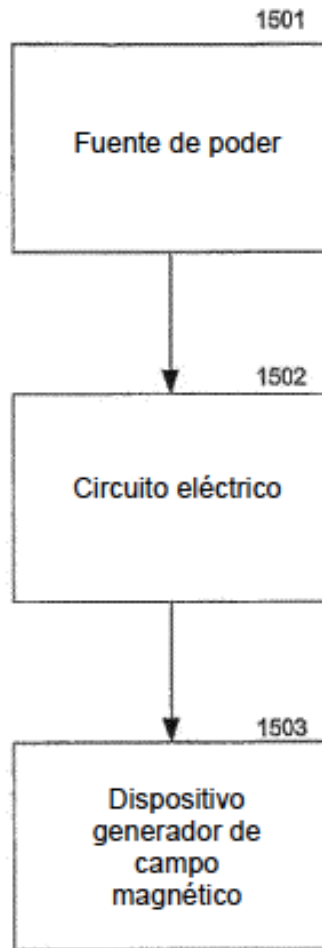 1501
Fuente de poder
1502
Circuito eléctrico
1503
Dispositivo
generador de
campo
magnético